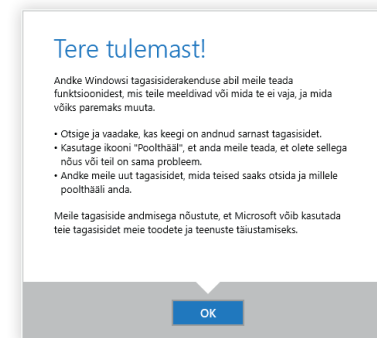 Tere tulemast!
Andke Windowsi tagasisiderakenduse abil meile teada
funktsioonidest, mis teile meeldivad või mida te ei vaja, ja mida
võiks paremaks muuta.
• Otsige ja vaadake, kas keegi on andnud sarnast tagasisidet.
• Kasutage ikooni "Poolthääl", et anda meile teada, et olete sellega
nõus või teil on sama probleem.
• Andke meile uut tagasisidet, mida teised saaks otsida ja millele
poolthääli anda.
Meile tagasiside andmisega nõustute, et Microsoft võib kasutada
teie tagasisidet meie toodete ja teenuste täiustamiseks.
OK